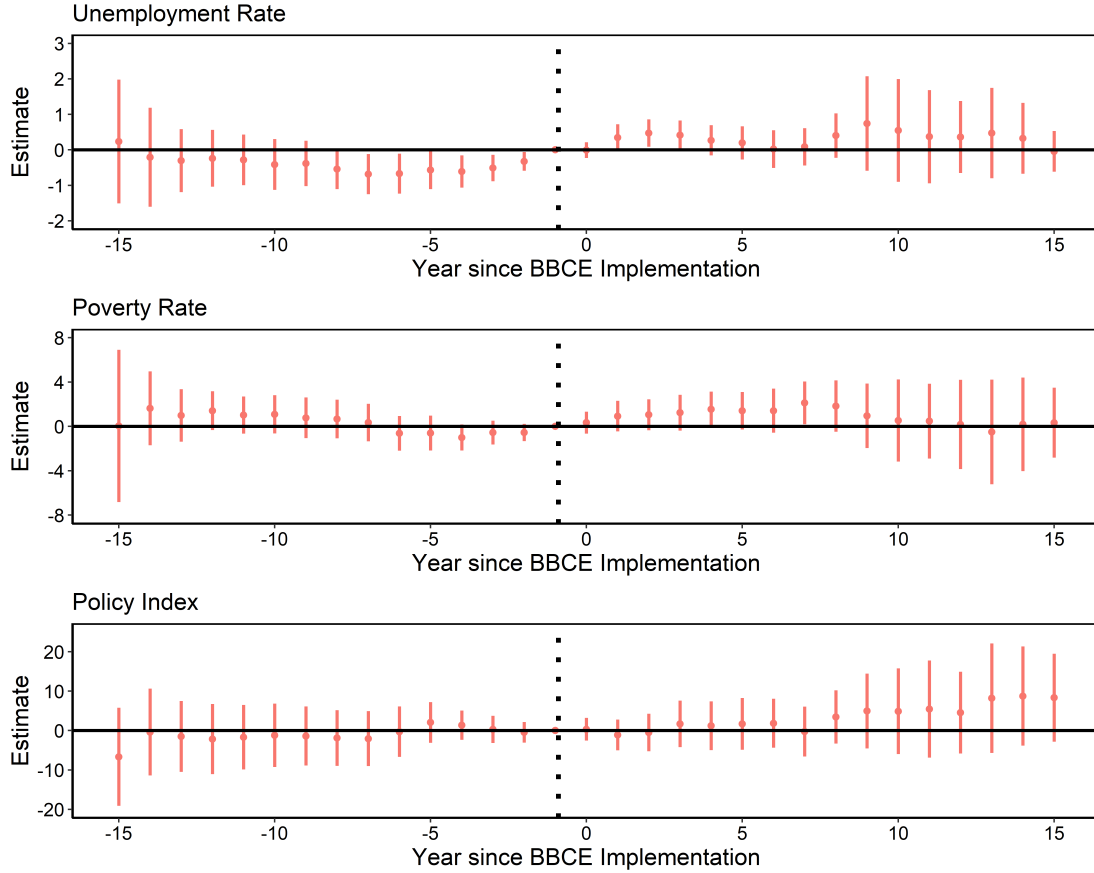 Unemployment Rate
Estimate
3
2
1
0
-1
-2
-15 -10 -5 0 5 10 15
Year since BBCE Implementation
Poverty Rate
Estimate
8
4
0
-4
-8
-15 -10 -5 0 5 10 15
Year since BBCE Implementation
Policy Index
Estimate
20
10
0
-10
-20
-15 -10 -5 0 5 10 15
Year since BBCE Implementation